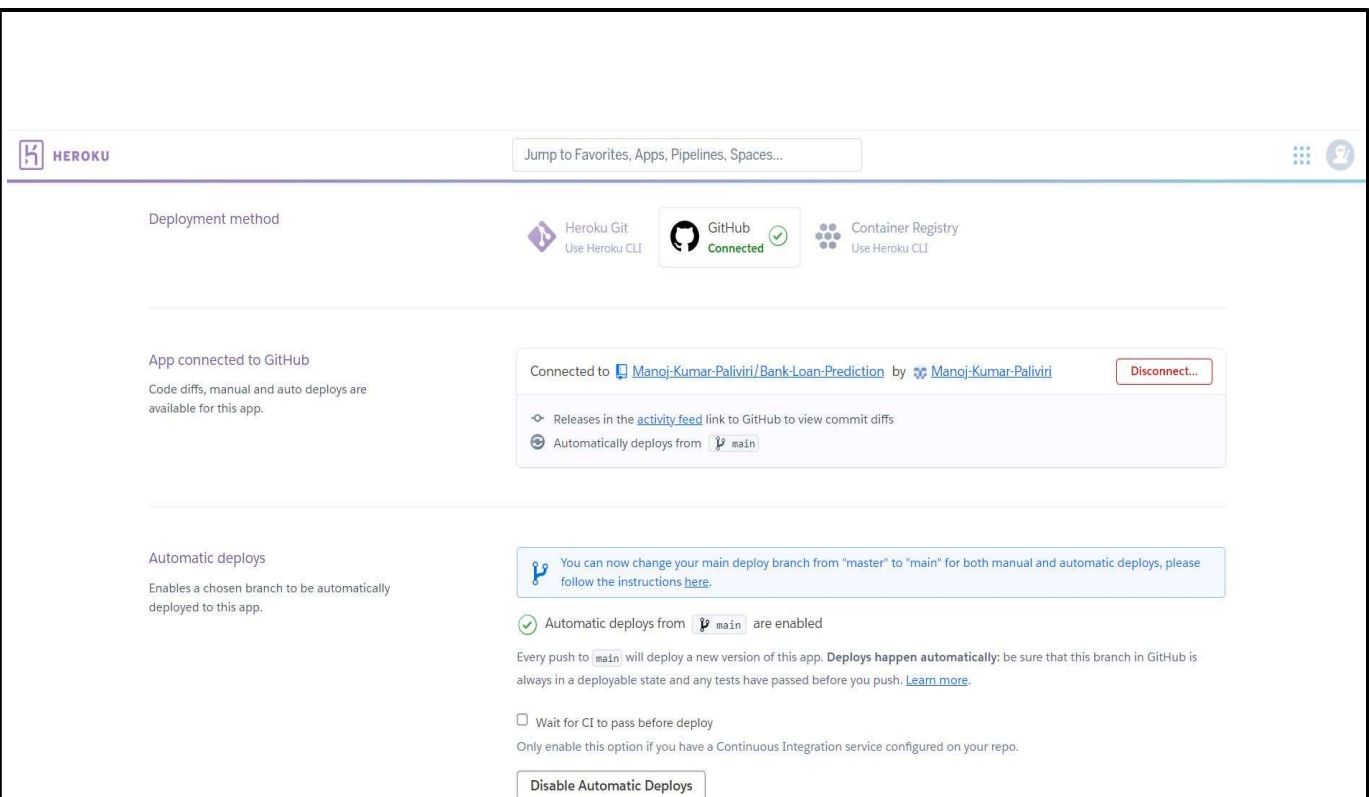 HEROKU
Jump to Favorites, Apps, Pipelines, Spaces...
Deployment method
Heroku Git
Use Heroku CLI
GitHub
Connected
Container Registry
Use Heroku CLI
App connected to GitHub
Code diffs, manual and auto deploys are
available for this app.
Connected to Manoj-Kumar-Paliviri/Bank-Loan-Prediction by Manoj-Kumar-Paliviri
Disconnect...
Releases in the activity feed link to GitHub to view commit diffs
Automatically deploys from main
Automatic deploys
Enables a chosen branch to be automatically
deployed to this app.
You can now change your main deploy branch from "master" to "main" for both manual and automatic deploys, please
follow the instructions here.
Automatic deploys from main are enabled
Every push to main will deploy a new version of this app. Deploys happen automatically: be sure that this branch in GitHub is
always in a deployable state and any tests have passed before you push. Learn more.
Wait for CI to pass before deploy
Only enable this option if you have a Continuous Integration service configured on your repo.
Disable Automatic Deploys